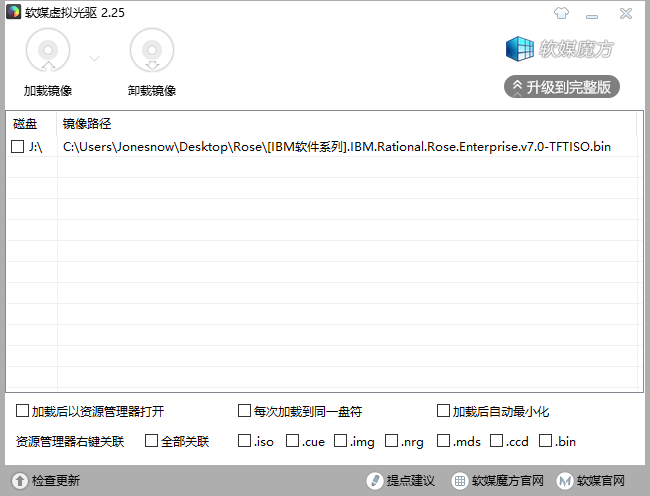 软媒虚拟光驱 2.25
加载镜像 卸载镜像
软媒魔方
升级到完整版
磁盘 镜像路径
J:\ C:\Users\Jonesnow\Desktop\Rose\[IBM软件系列].IBM.Rational.Rose.Enterprise.v7.0-TFTISO.bin
加载后以资源管理器打开 每次加载到同一盘符 加载后自动最小化
资源管理器右键关联 全部关联 .iso .cue .img .nrg .mds .ccd .bin
检查更新 提点建议 软媒魔方官网 软媒官网